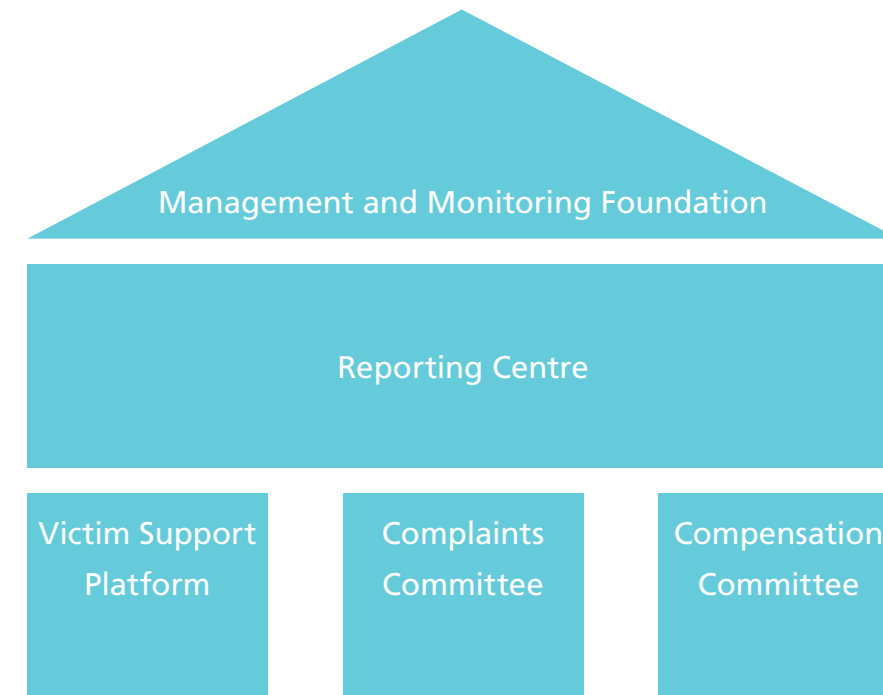 Management and Monitoring Foundation
Reporting Centre
Victim Support
Platform
Complaints
Committee
Compensation
Committee